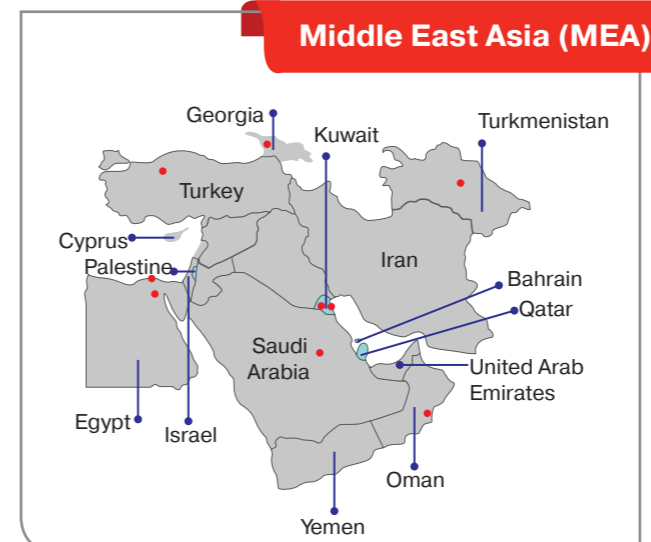 Middle East Asia (MEA)
Georgia
Kuwait
Turkmenistan
Turkey
Cyprus
Palestine
Iran
Bahrain
Qatar
Saudi
Arabia
United Arab
Emirates
Egypt
Israel
Oman
Yemen